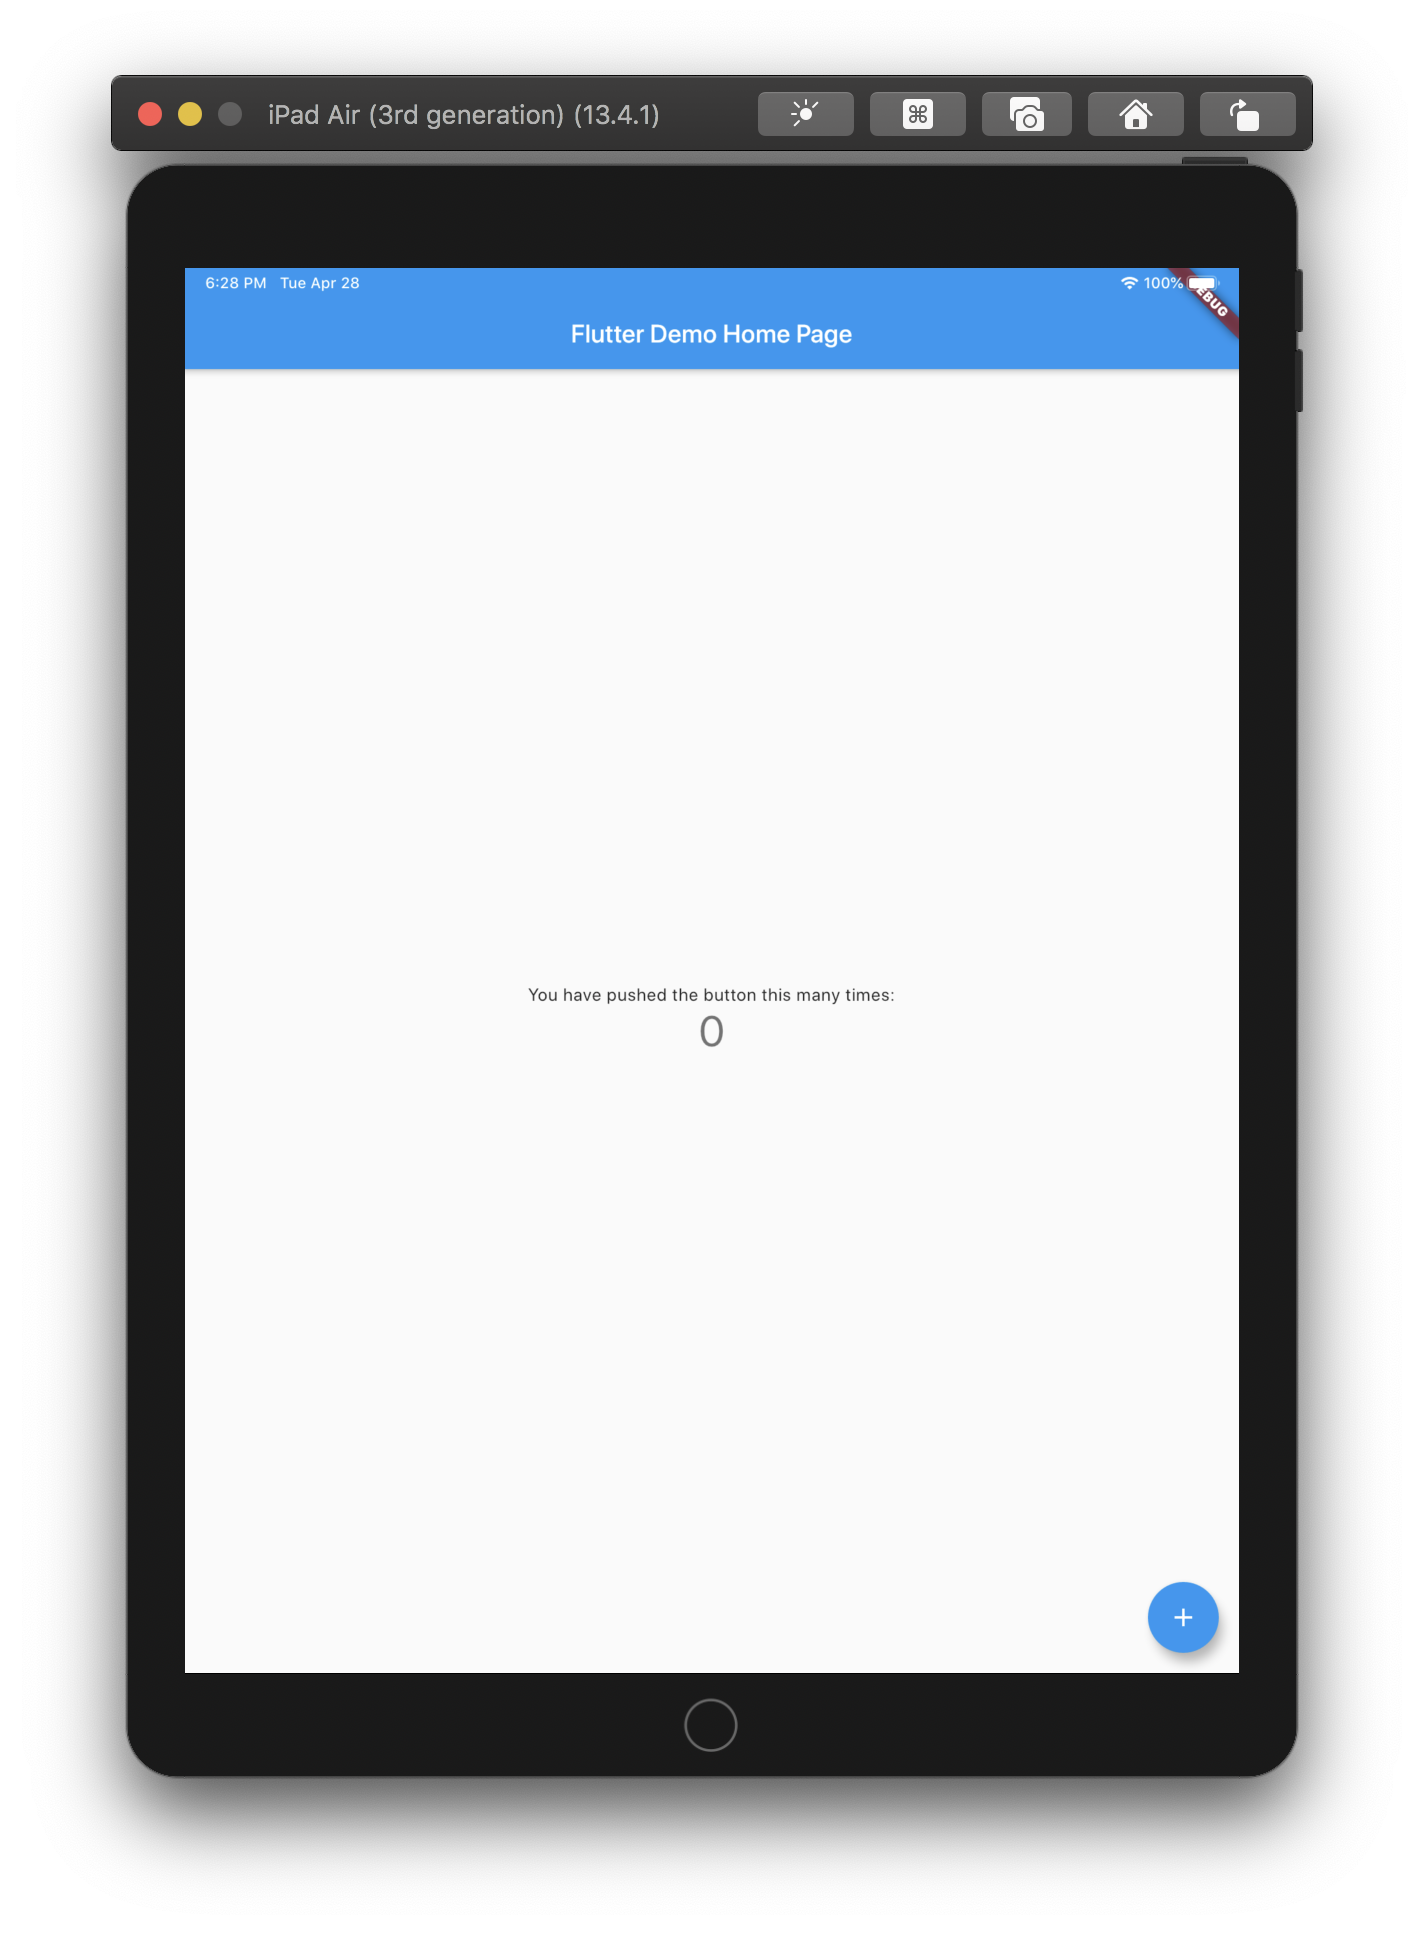 iPad Air (3rd generation) (13.4.1)
6:28 PM Tue Apr 28
100%
EBUG
Flutter Demo Home Page
You have pushed the button this many times:
0
+